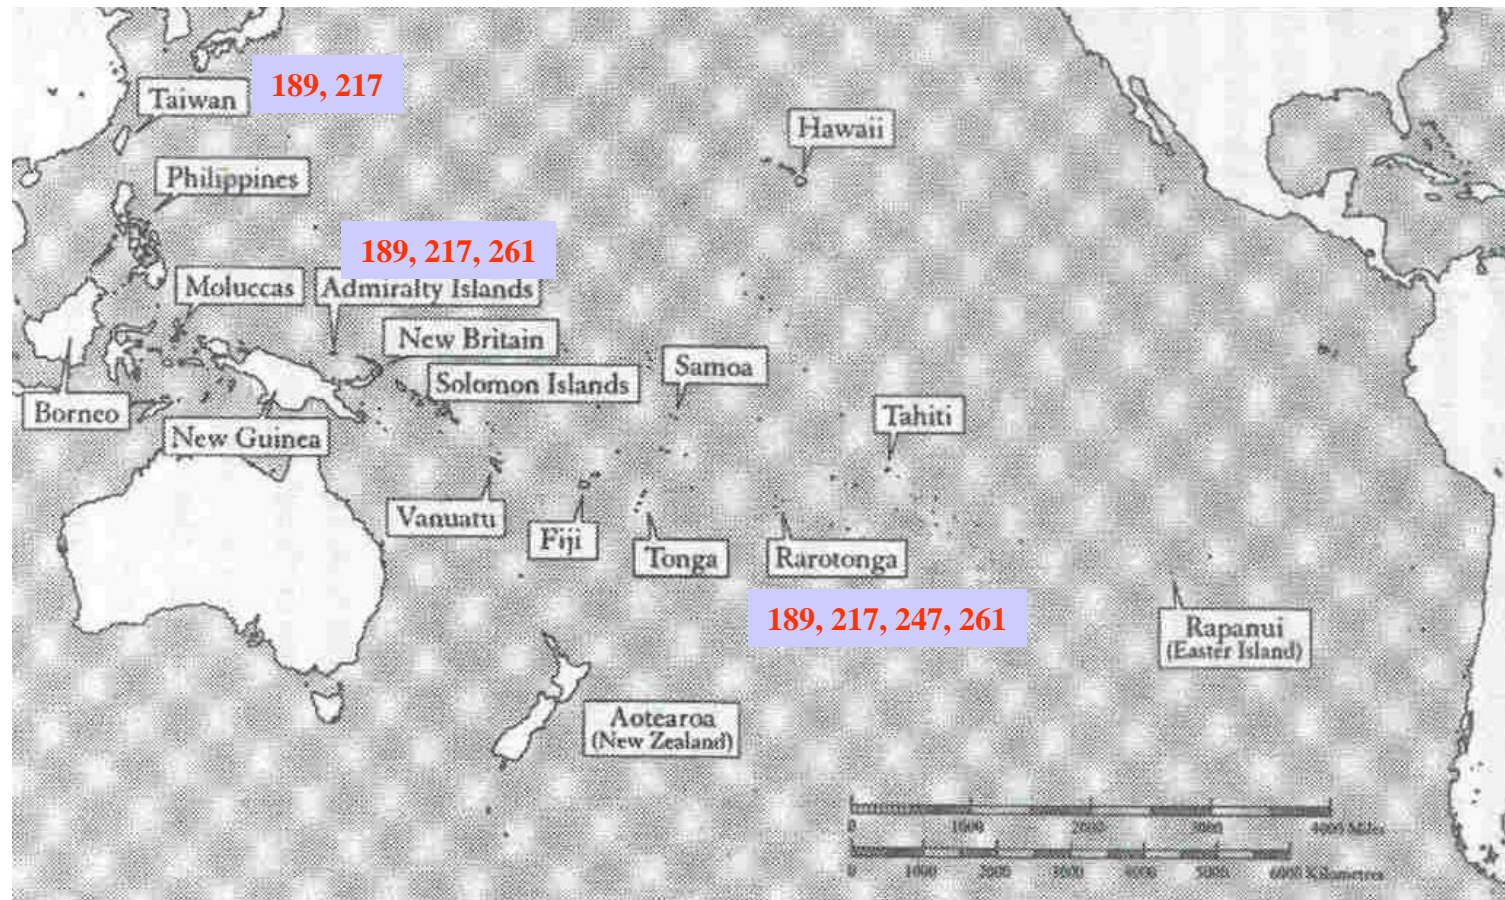 189, 217
Taiwan
Hawaii
Philippines
189, 217, 261
Moluccas
Admiralty Islands
New Britain
Solomon Islands
Samoa
Borneo
New Guinea
Tahiti
Vanuatu
Fiji
Tonga
Rarotonga
189, 217, 247, 261
Rapanui
(Easter Island)
Aotearoa
(New Zealand)
0 1000 2000 3000 4000 Miles
0 1000 2000 3000 4000 5000 6000 Kilometres